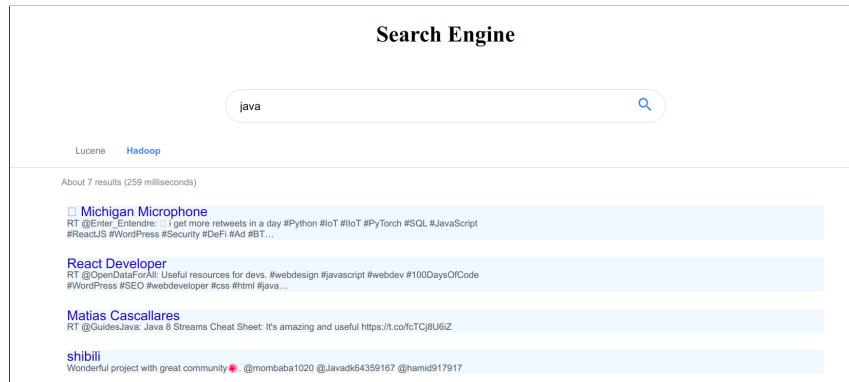 Search Engine
java
Lucene Hadoop
About 7 results (259 milliseconds)
Michigan Microphone
RT @Enter_Entendre: i get more retweets in a day #Python #IoT #IIoT #PyTorch #SQL #JavaScript
#ReactJS #WordPress #Security #DeFi #Ad #BT…
React Developer
RT @OpenDataForAll: Useful resources for devs. #webdesign #javascript #webdev #100DaysOfCode
#WordPress #SEO #webdeveloper #css #html #java…
Matias Cascallares
RT @GuidesJava: Java 8 Streams Cheat Sheet: It's amazing and useful https://t.co/fcTCj8U6iZ
shibili
Wonderful project with great community🌺. @mombaba1020 @Javadk64359167 @hamid917917